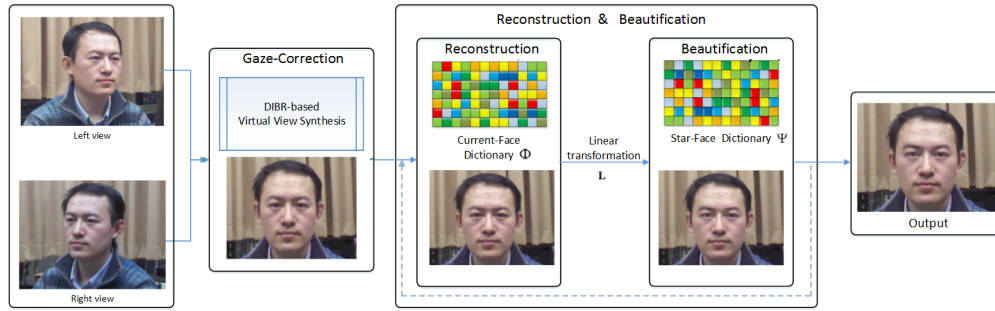 Left view
Right view
Gaze-Correction
DIBR-based
Virtual View Synthesis
Reconstruction & Beautification
Reconstruction
Current-Face
Dictionary Φ
Linear
transformation
L
Beautification
Star-Face Dictionary Ψ
Output